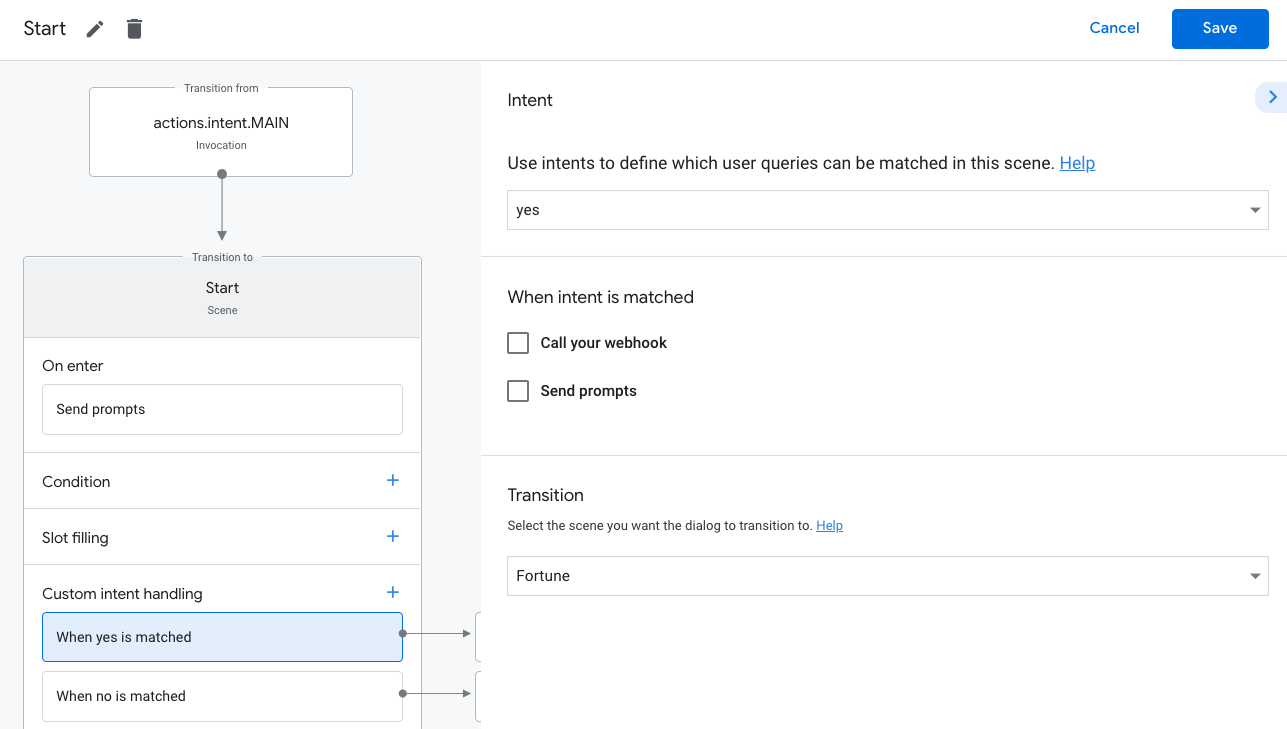 Start
Cancel
Save
Transition from
actions.intent.MAIN
Invocation
Transition to
Start
Scene
On enter
Send prompts
Condition
Slot filling
Custom intent handling
When yes is matched
When no is matched
Intent
Use intents to define which user queries can be matched in this scene. Help
yes
When intent is matched
Call your webhook
Send prompts
Transition
Select the scene you want the dialog to transition to. Help
Fortune